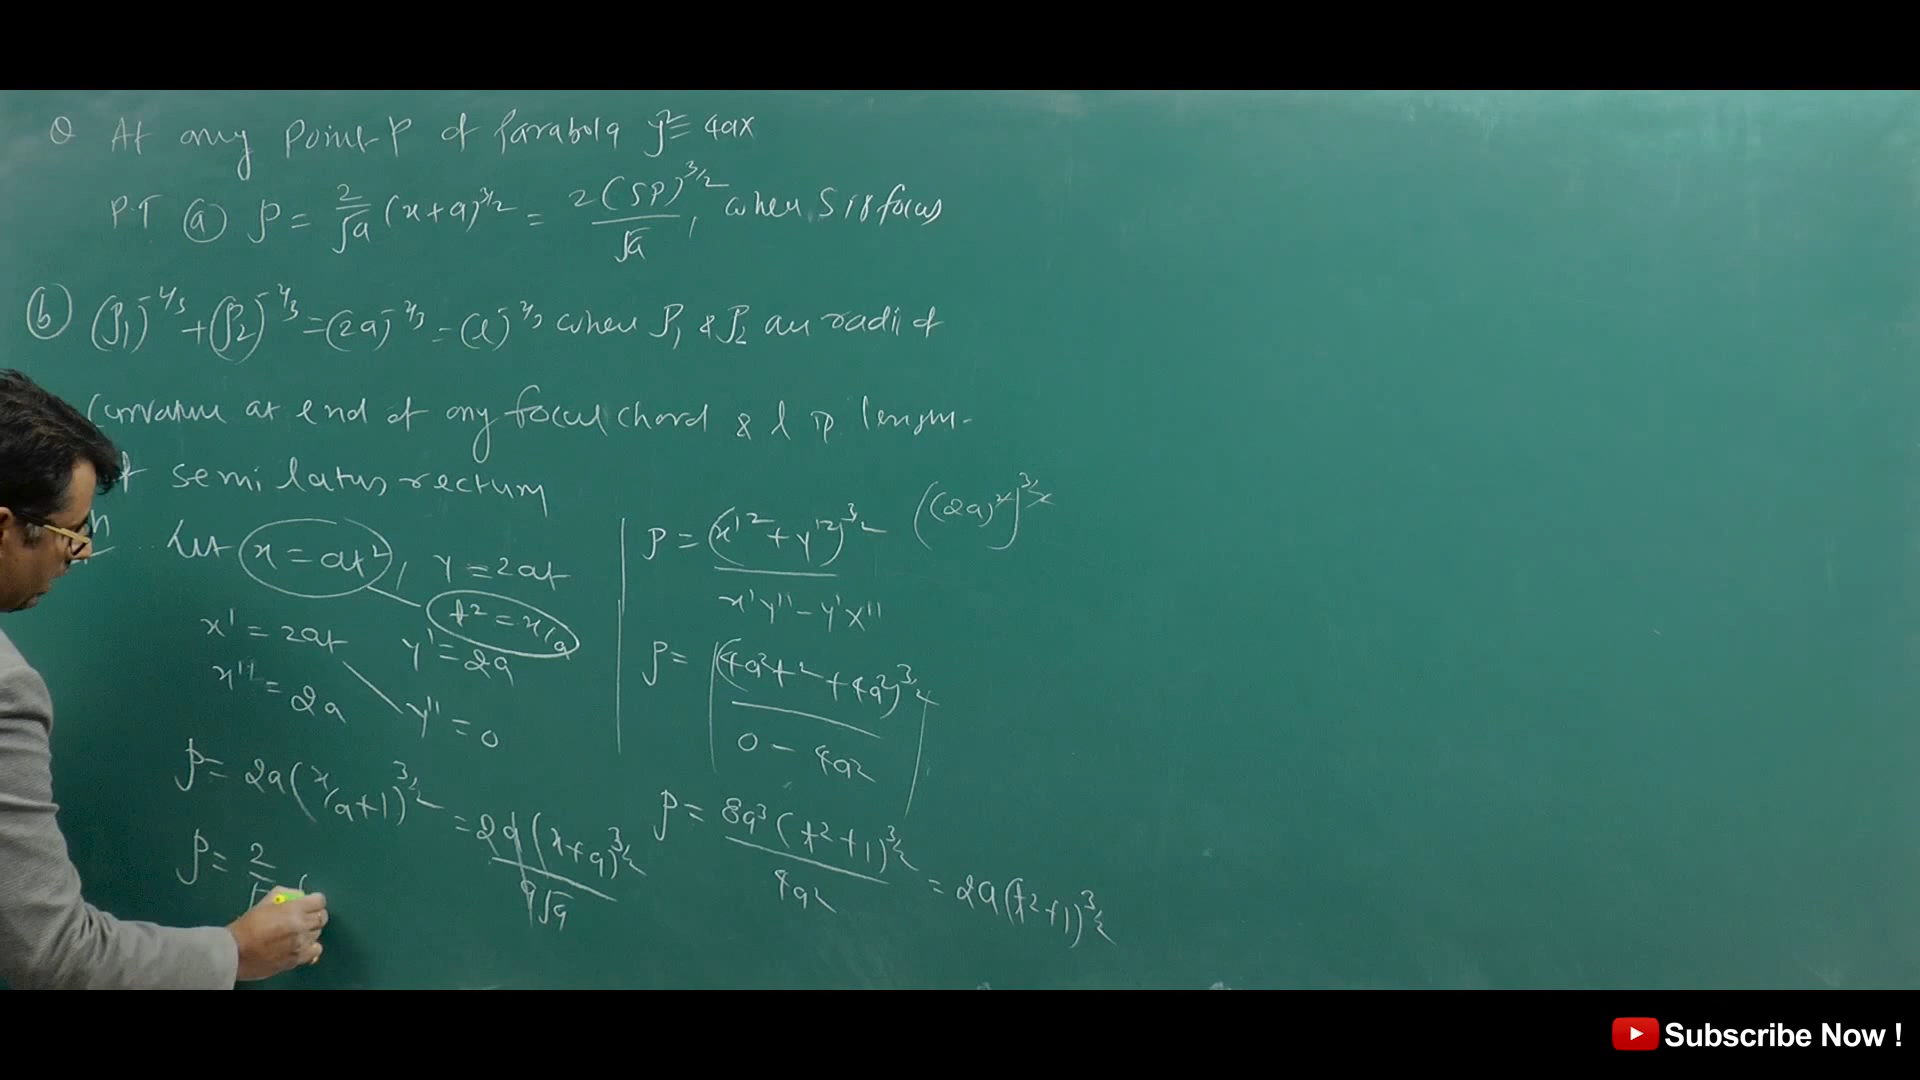 Q At any Point P of Parabola y² = 4ax
P.T (a) ρ = 2/√a (x+a)^3/2 = 2(SP)^3/2 / √a, when S is focus
(b) (ρ₁)^-2/3 + (ρ₂)^-2/3 = (2a)^-2/3 = (l)^-2/3 when ρ₁ & ρ₂ are radii of
Curvature at end of any focal chord & l is length
of semi latus rectum
Let x = at², y = 2at
t² = x/a
x' = 2at y' = 2a
x'' = 2a y'' = 0
ρ = (x'² + y'²)^3/2 / x'y'' - y'x'' ((2a)²)^3/2
ρ = |(4a²t² + 4a²)^3/2 / 0 - 4a²|
ρ = 8a³(t²+1)^3/2 / 4a² = 2a(t²+1)^3/2
ρ = 2a(x/a+1)^3/2 = 2a(x+a)^3/2 / a√a
ρ = 2/√ (
Subscribe Now !